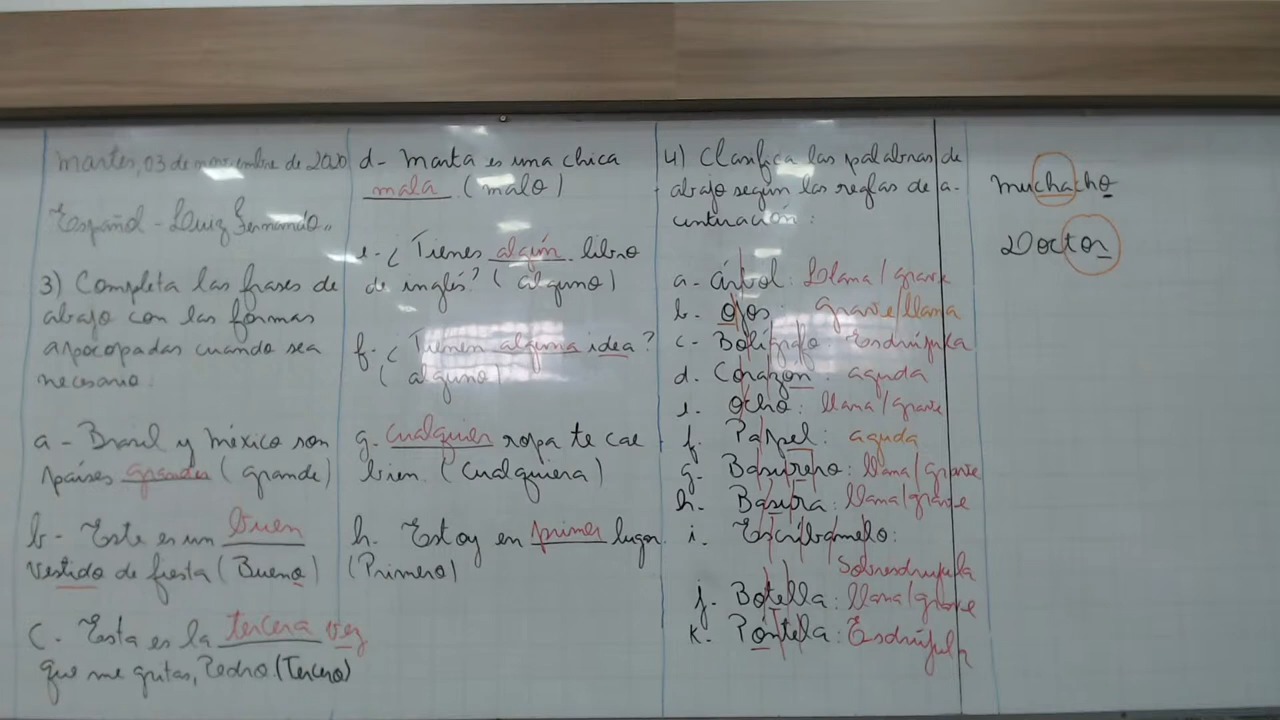 Martes, 03 de noviembre de 2020
Español - Luiz Fernando
3) Completa las frases de
abajo con las formas
apocopadas cuando sea
necesario.
a - Brasil y México son
países grandes (grande)
b - Este es un buen
vestido de fiesta (Bueno)
C. Esta es la tercera vez
que me gritas, Pedro. (Tercero)
d - Marta es una chica
mala. (malo)
e - ¿Tienes algún libro
de inglés? (alguno)
f - ¿Tienen alguna idea?
(alguno)
g. Cualquier ropa te cae
bien. (Cualquiera)
h. Estoy en primer lugar.
(Primero)
4) Clasifica las palabras de
abajo según las reglas de a-
centuación:
a - árbol: Llana/grave
b. Ojos: grave/llama
c - Bolígrafo: Esdrújula
d. Corazon: aguda
e. Ocho: llana/grave
f. Papel: aguda
g. Basurero: llana/grave
h. Basura: llana/grave
i. Escríbamelo:
Sobresdrújula
j. Botella: llana/grave
k. Póntela: Esdrújula
muchacho
Doctor